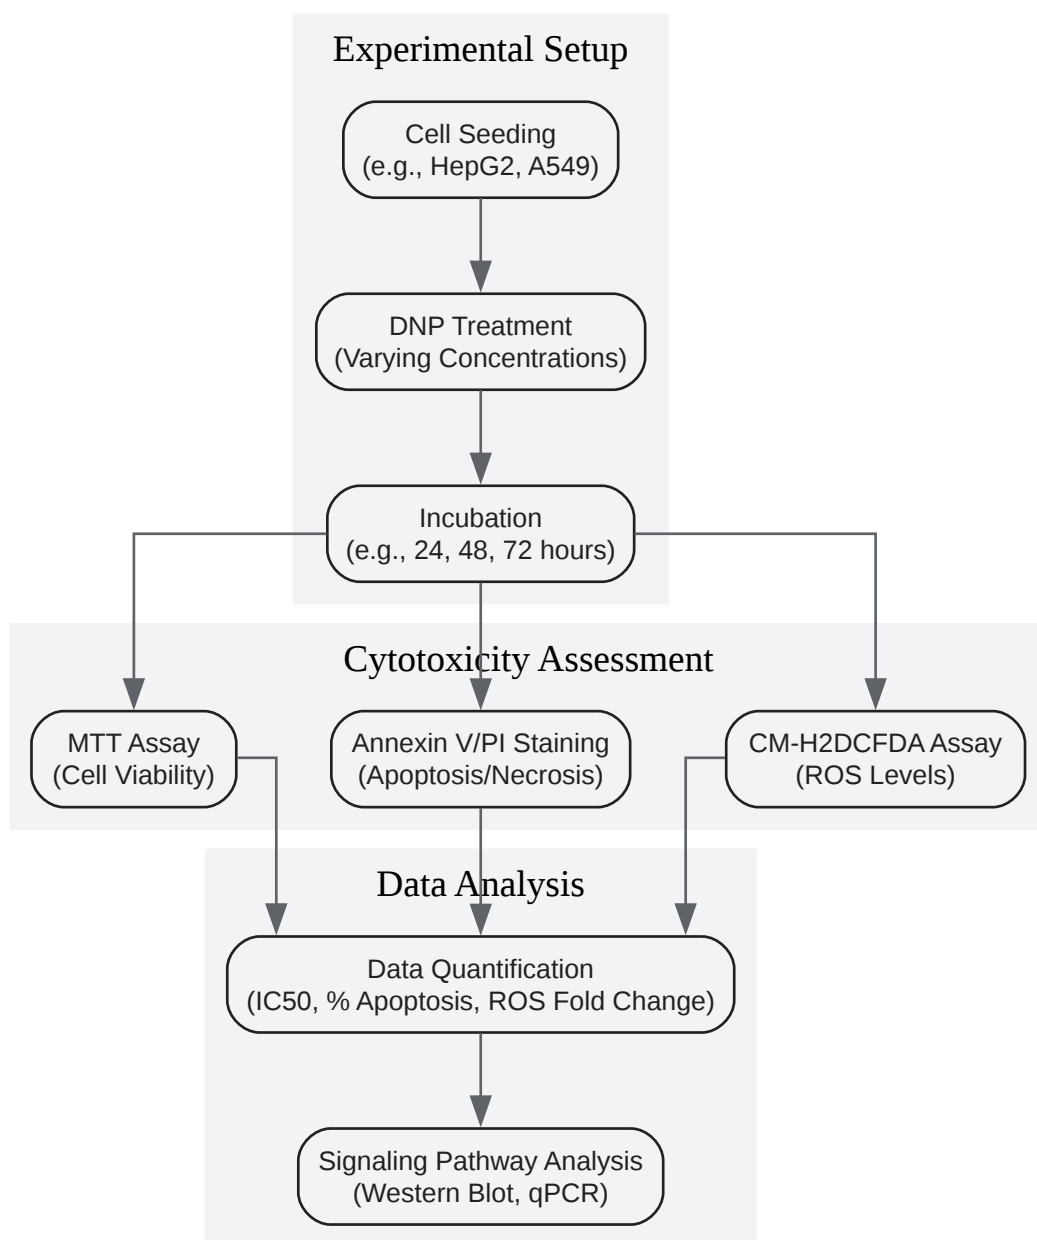 Experimental Setup
Cell Seeding
(e.g., HepG2, A549)
DNP Treatment
(Varying Concentrations)
Incubation
(e.g., 24, 48, 72 hours)
Cytotoxicity Assessment
MTT Assay
(Cell Viability)
Annexin V/PI Staining
(Apoptosis/Necrosis)
CM-H2DCFDA Assay
(ROS Levels)
Data Analysis
Data Quantification
(IC50, % Apoptosis, ROS Fold Change)
Signaling Pathway Analysis
(Western Blot, qPCR)